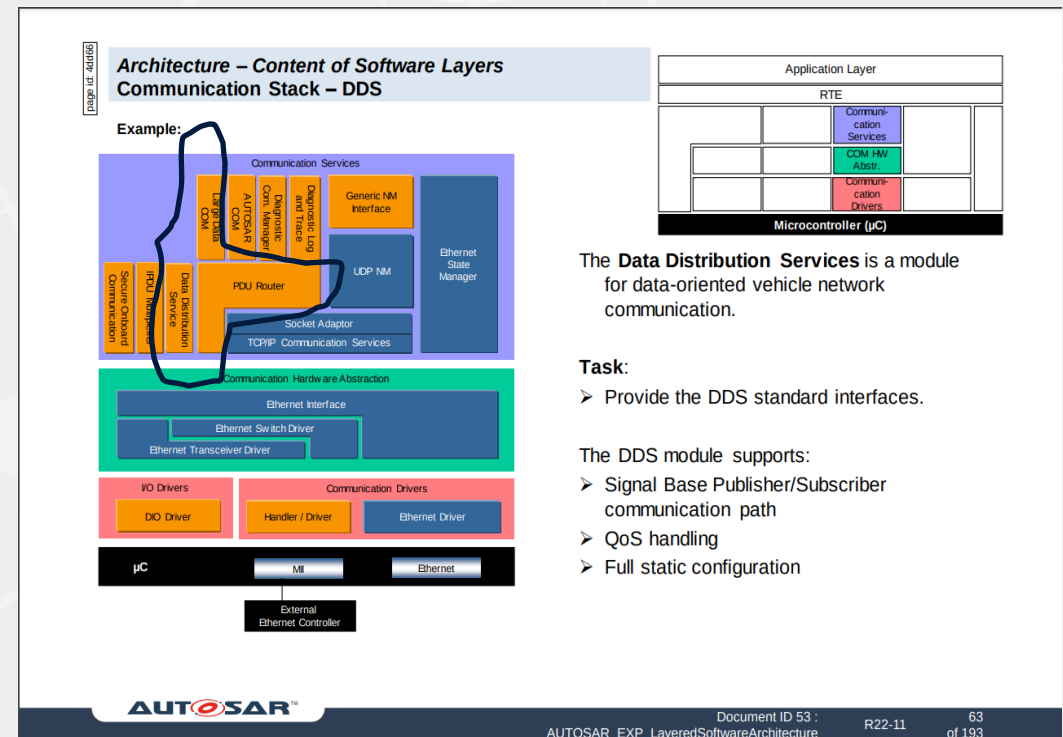 page id: 4dd66
Architecture – Content of Software Layers
Communication Stack – DDS
Example:
Communication Services
Large Data
COM
AUTOSAR
COM
Diagnostic
Com. Manager
Diagnostic Log
and Trace
Generic NM
Interface
Ethernet
State
Manager
UDP NM
Secure Onboard
Communication
IPDU Multiplexer
Data Distribution
Service
PDU Router
Socket Adaptor
TCP/IP Communication Services
Communication Hardware Abstraction
Ethernet Interface
Ethernet Switch Driver
Ethernet Transceiver Driver
I/O Drivers
DIO Driver
Communication Drivers
Handler / Driver
Ethernet Driver
µC
MII
Ethernet
External
Ethernet Controller
Application Layer
RTE
Communi-
cation
Services
COM HW
Abstr.
Communi-
cation
Drivers
Microcontroller (µC)
The Data Distribution Services is a module
for data-oriented vehicle network
communication.
Task:
➢ Provide the DDS standard interfaces.
The DDS module supports:
➢ Signal Base Publisher/Subscriber
communication path
➢ QoS handling
➢ Full static configuration
AUTOSAR™
Document ID 53 :
AUTOSAR_EXP_LayeredSoftwareArchitecture
R22-11
63
of 193